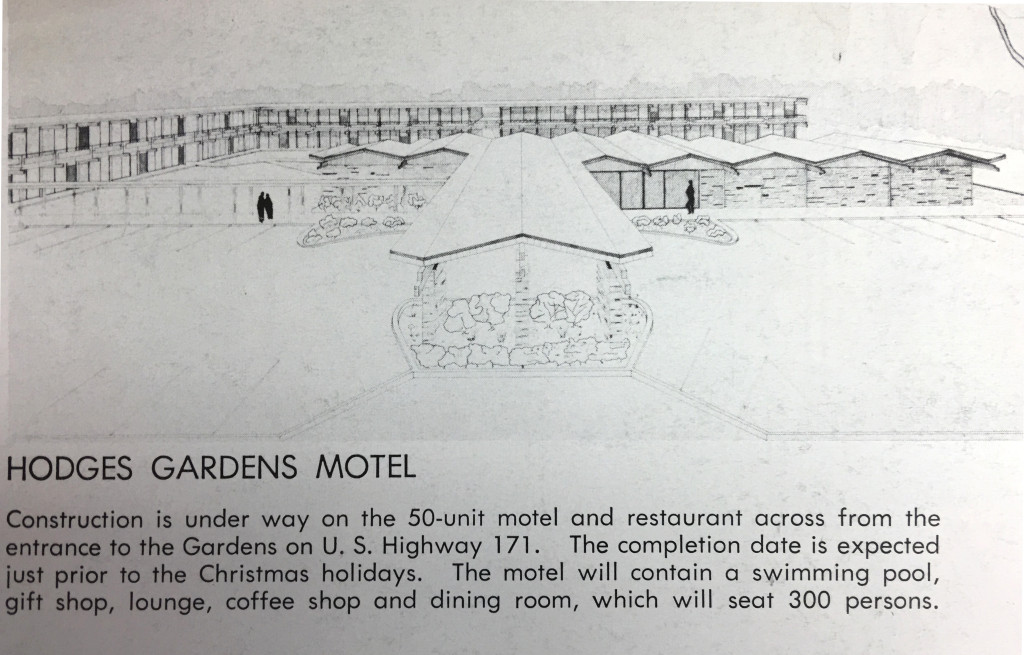 HODGES GARDENS MOTEL
Construction is under way on the 50-unit motel and restaurant across from the
entrance to the Gardens on U. S. Highway 171. The completion date is expected
just prior to the Christmas holidays. The motel will contain a swimming pool,
gift shop, lounge, coffee shop and dining room, which will seat 300 persons.